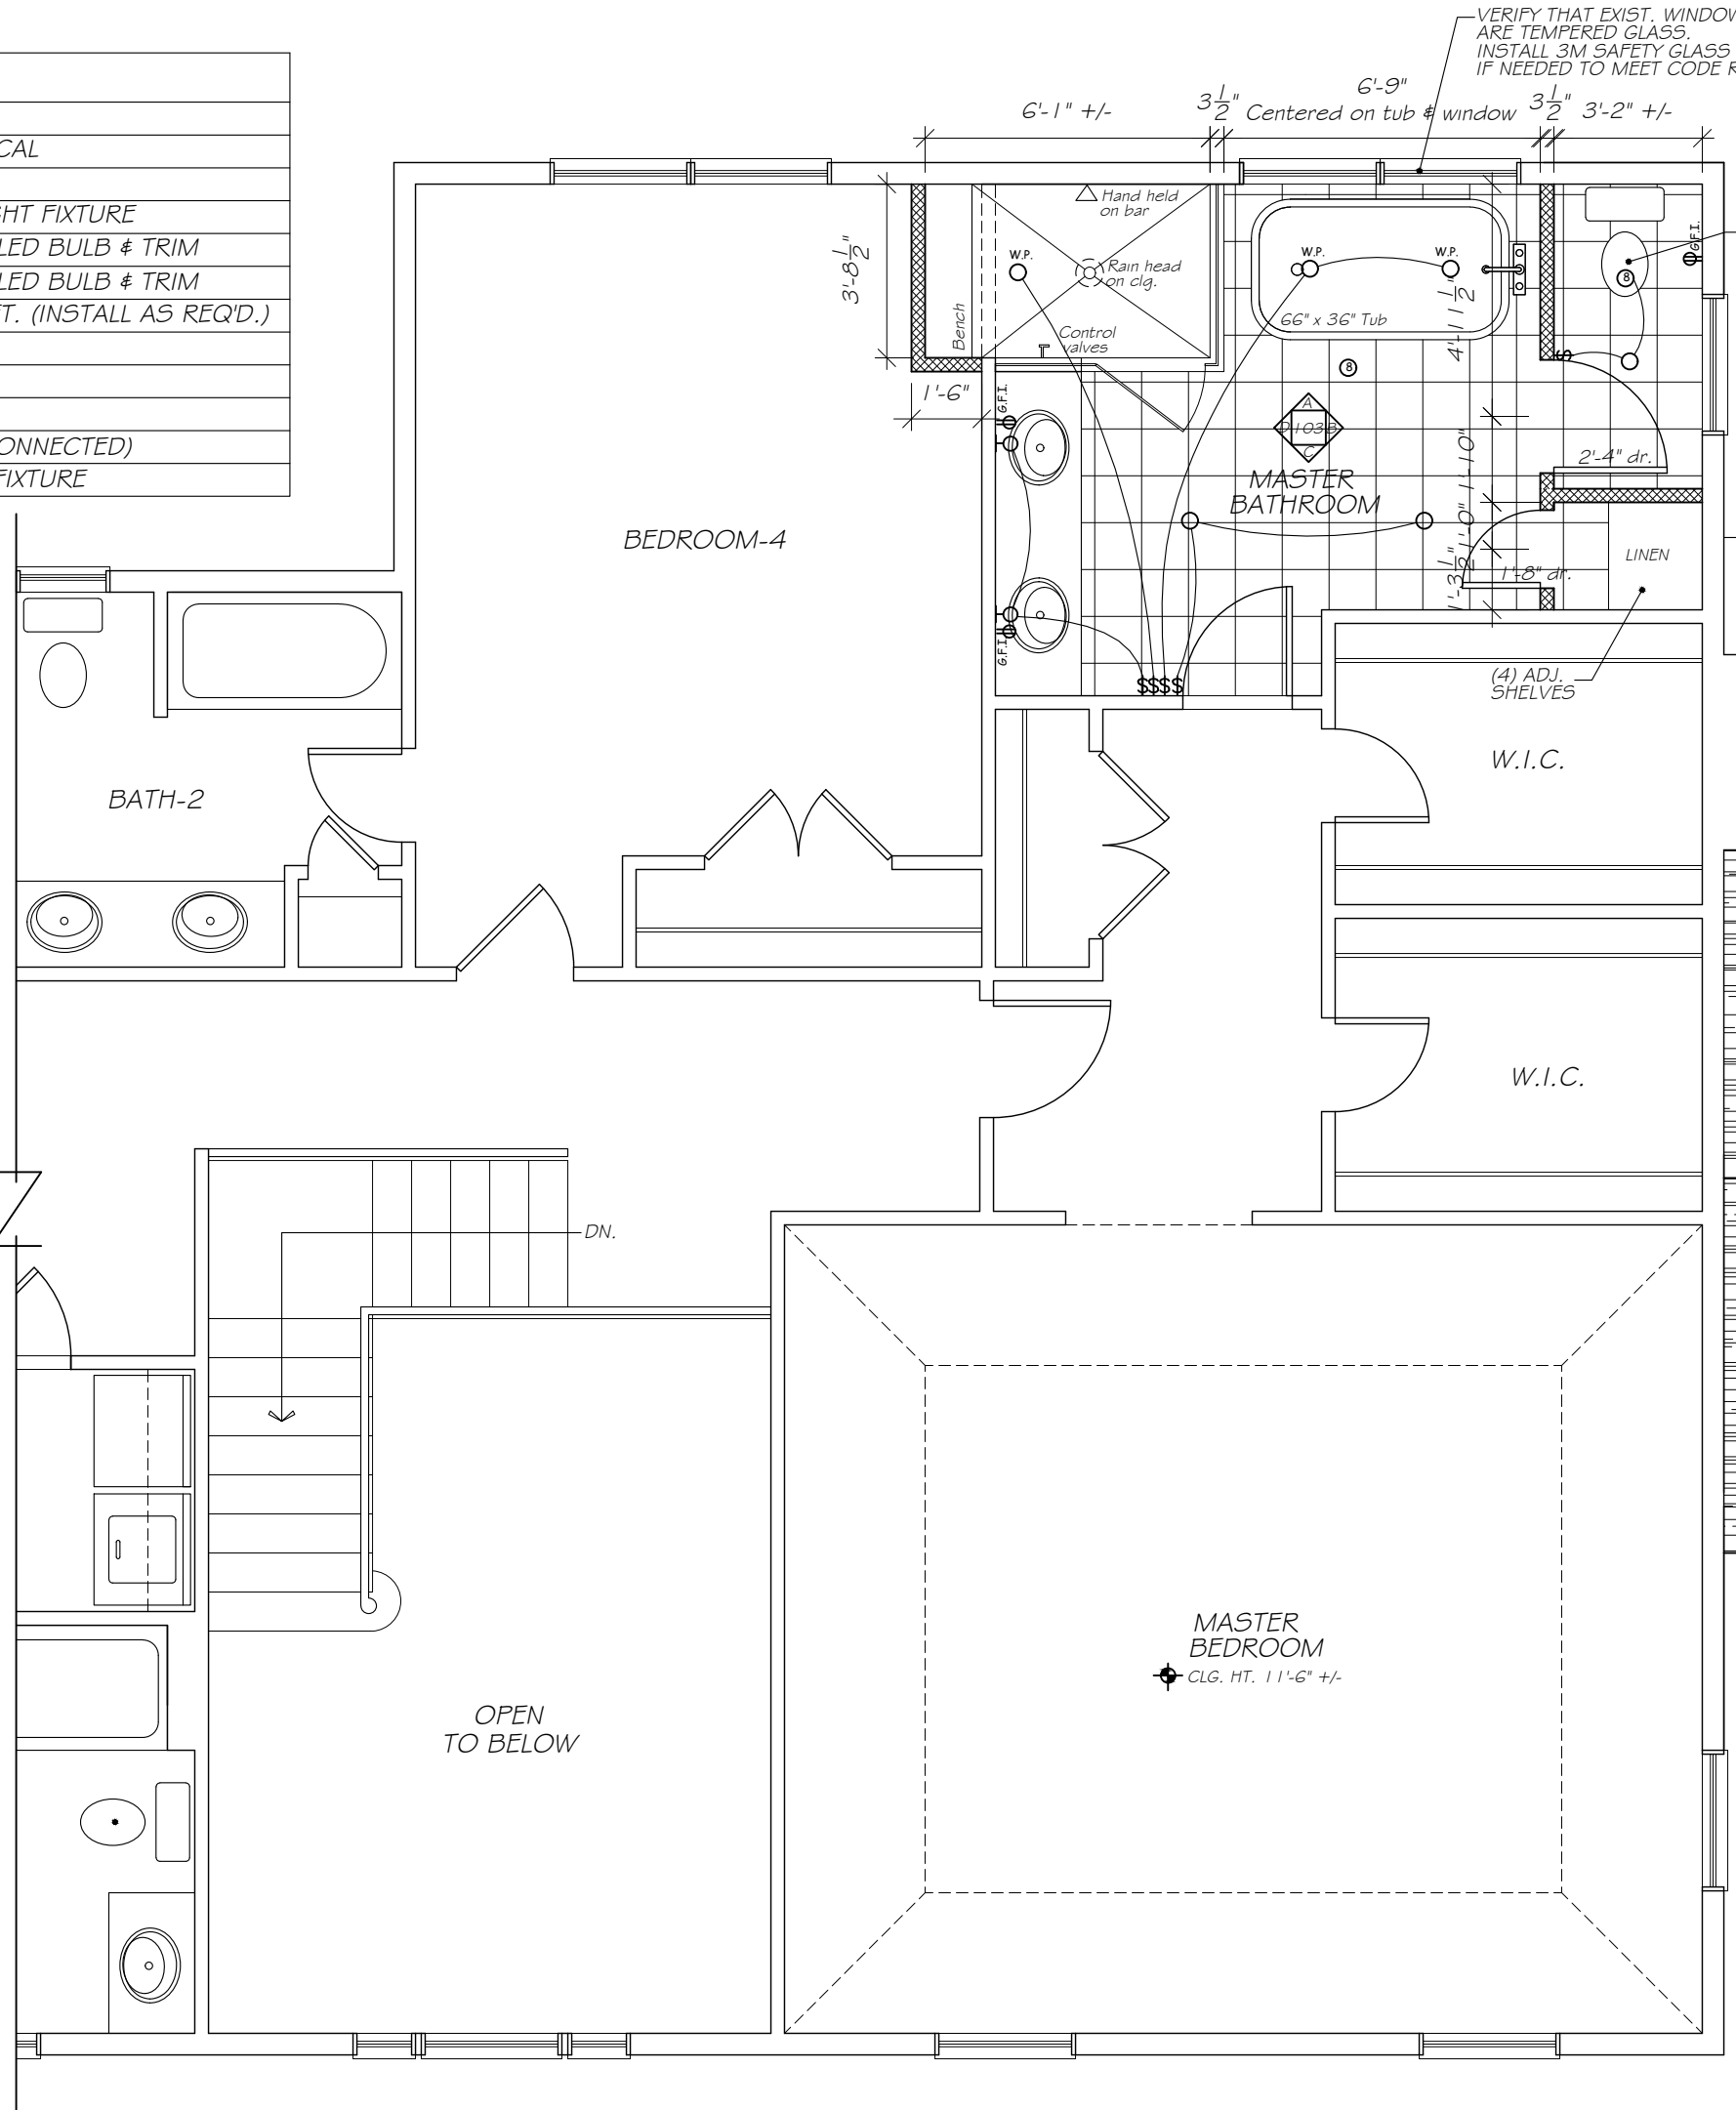 VERIFY THAT EXIST. WINDOW
ARE TEMPERED GLASS.
INSTALL 3M SAFETY GLASS
IF NEEDED TO MEET CODE R
CAL
HT FIXTURE
LED BULB & TRIM
LED BULB & TRIM
T. (INSTALL AS REQ'D.)
ONNECTED)
FIXTURE
6'-1" +/-
3 1/2"
6'-9"
Centered on tub & window
3 1/2"
3'-2" +/-
3'-8 1/2"
1'-6"
Bench
Hand held
on bar
W.P.
Rain head
on clg.
Control
valves
W.P.
W.P.
66" x 36" Tub
4'-11 1/2"
G.F.I.
8
8
$
G.F.I.
A
D103B
C
MASTER
BATHROOM
1'-10"
2'-4" dr.
1'-0"
1'-3 1/2"
1'-8" dr.
LINEN
G.F.I.
$$$$
(4) ADJ.
SHELVES
BEDROOM-4
BATH-2
W.I.C.
W.I.C.
DN.
OPEN
TO BELOW
MASTER
BEDROOM
CLG. HT. 11'-6" +/-